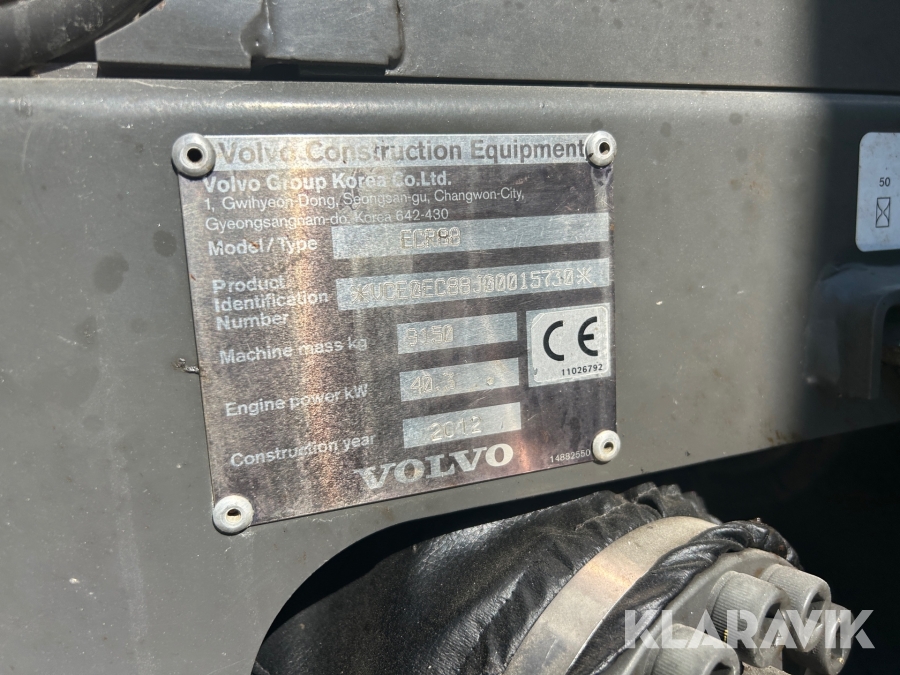 Volvo Construction Equipment
Volvo Group Korea Co.Ltd.
1, Gwihyeon-Dong, Seongsan-gu, Changwon-City,
Gyeongsangnam-do, Korea 642-430
Model/Type ECR88
Product
Identification
Number
*VCE0EC88J00015730*
Machine mass kg
CE
11026792
Engine power kW
Construction year 2012
VOLVO
14892550
50
KLARAVIK